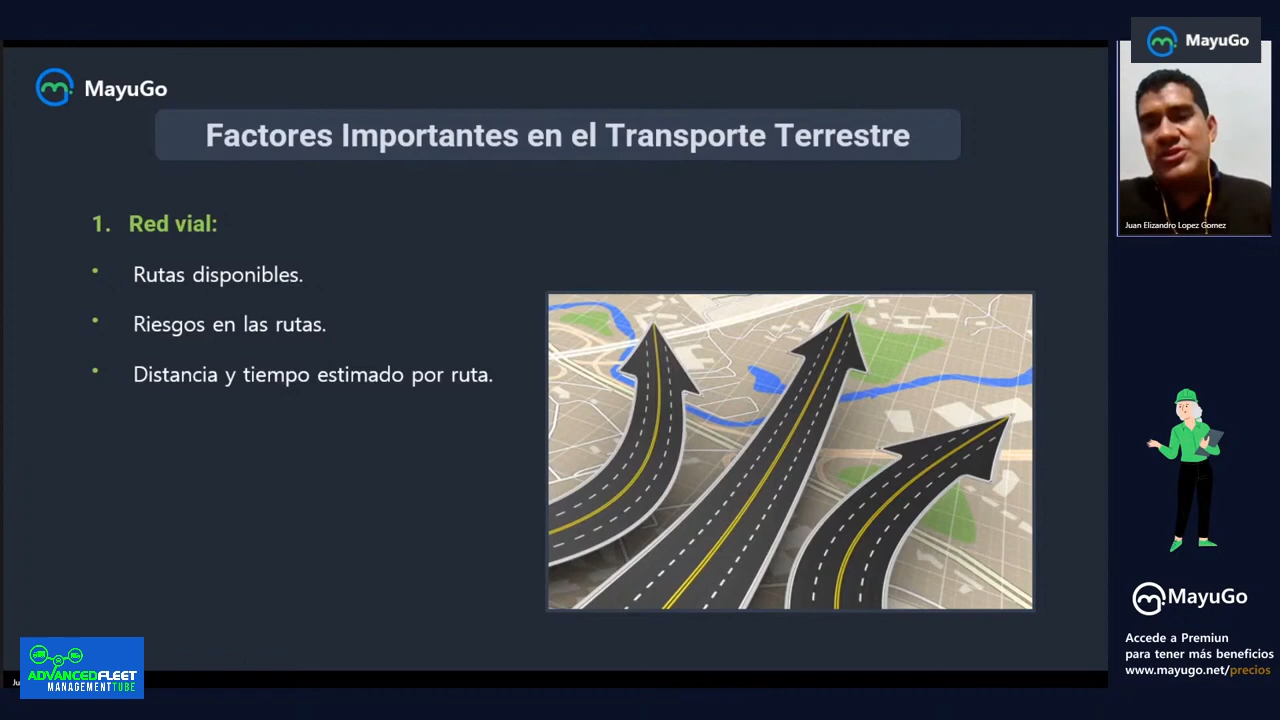 MayuGo
MayuGo
Factores Importantes en el Transporte Terrestre
1. Red vial:
• Rutas disponibles.
• Riesgos en las rutas.
• Distancia y tiempo estimado por ruta.
Juan Elizandro Lopez Gomez
MayuGo
Accede a Premiun
para tener más beneficios
www.mayugo.net/precios
ADVANCEDFLEET
MANAGEMENTTUBE
Ju